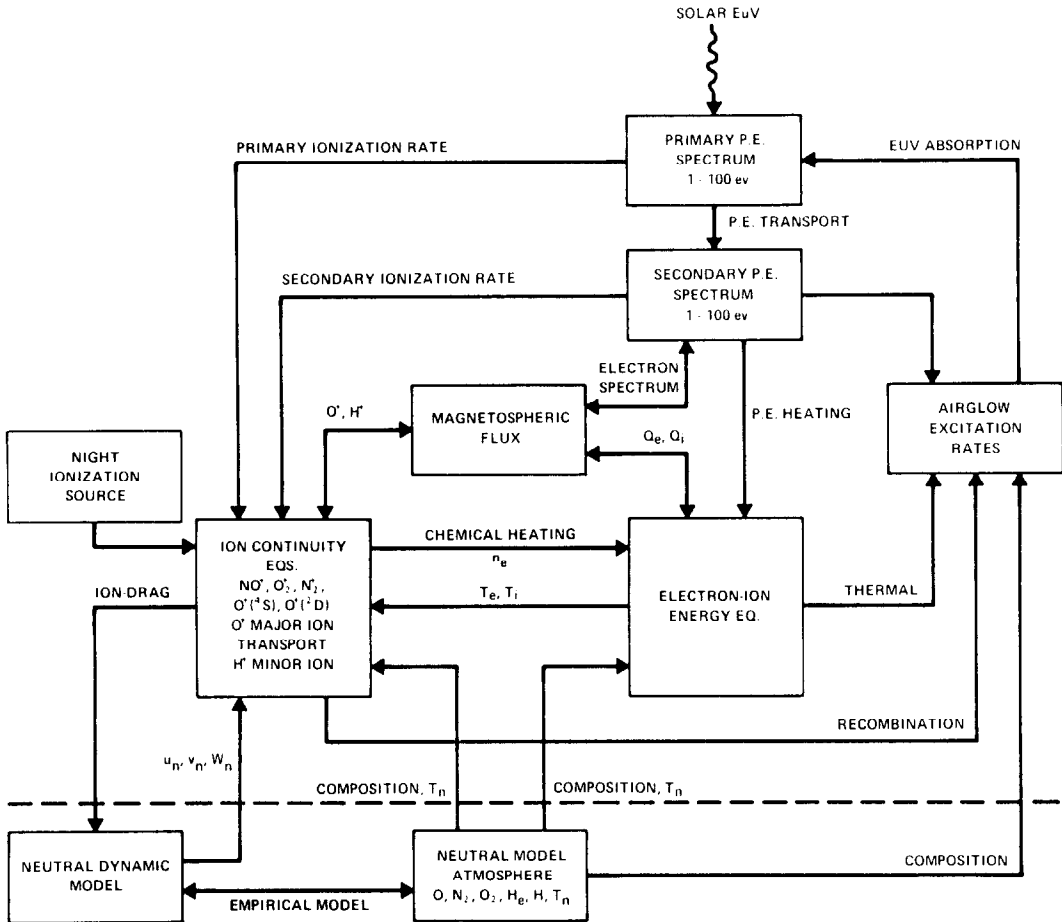 SOLAR EuV
PRIMARY P.E.
SPECTRUM
1 - 100 ev
PRIMARY IONIZATION RATE
EUV ABSORPTION
P.E. TRANSPORT
SECONDARY P.E.
SPECTRUM
1 - 100 ev
SECONDARY IONIZATION RATE
ELECTRON
SPECTRUM
O⁺, H⁺
MAGNETOSPHERIC
FLUX
P.E. HEATING
AIRGLOW
EXCITATION
RATES
Qₑ, Qᵢ
NIGHT
IONIZATION
SOURCE
ION CONTINUITY
EQS.
NO⁺, O₂⁺, N₂⁺,
O⁺(⁴S), O⁺(²D)
O⁺ MAJOR ION
TRANSPORT
H⁺ MINOR ION
CHEMICAL HEATING
nₑ
Tₑ, Tᵢ
ELECTRON-ION
ENERGY EQ.
THERMAL
ION-DRAG
RECOMBINATION
uₙ, vₙ, Wₙ
COMPOSITION, Tₙ
COMPOSITION, Tₙ
NEUTRAL DYNAMIC
MODEL
EMPIRICAL MODEL
NEUTRAL MODEL
ATMOSPHERE
O, N₂, O₂, Hₑ, H, Tₙ
COMPOSITION